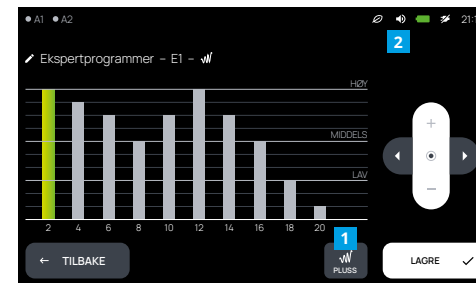 A1 A2
21:1
2
Ekspertprogrammer – E1 –
HØY
MIDDELS
LAV
2 4 6 8 10 12 14 16 18 20
1
← TILBAKE
PLUSS
LAGRE